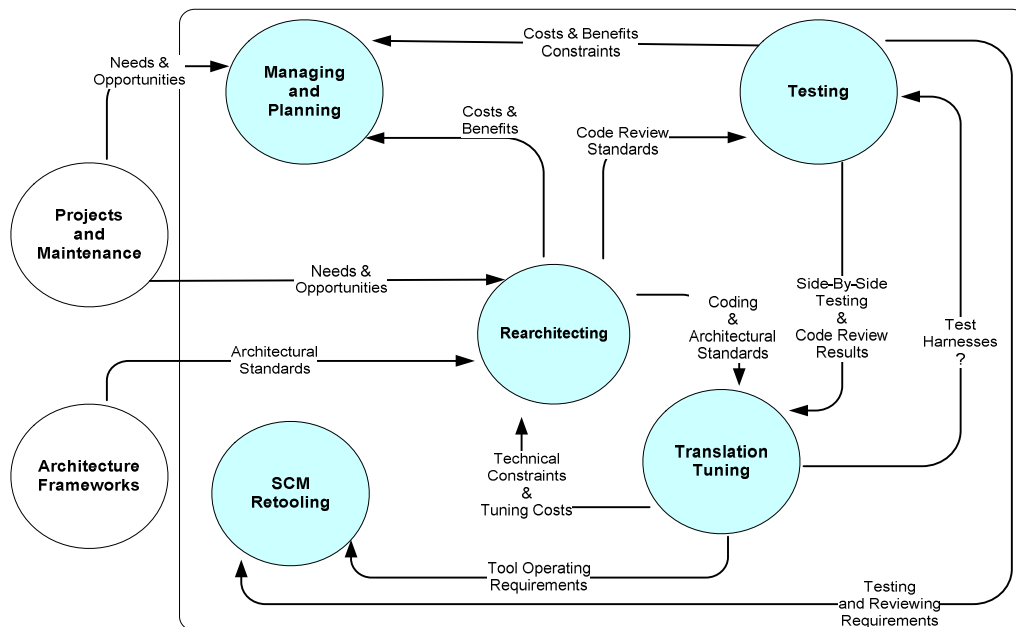 Costs & Benefits
Constraints
Needs &
Opportunities
Managing
and
Planning
Testing
Costs &
Benefits
Code Review
Standards
Projects
and
Maintenance
Needs &
Opportunities
Side-By-Side
Testing
&
Code Review
Results
Coding
&
Architectural
Standards
Test
Harnesses
?
Rearchitecting
Architectural
Standards
Architecture
Frameworks
SCM
Retooling
Technical
Constraints
&
Tuning Costs
Translation
Tuning
Tool Operating
Requirements
Testing
and Reviewing
Requirements